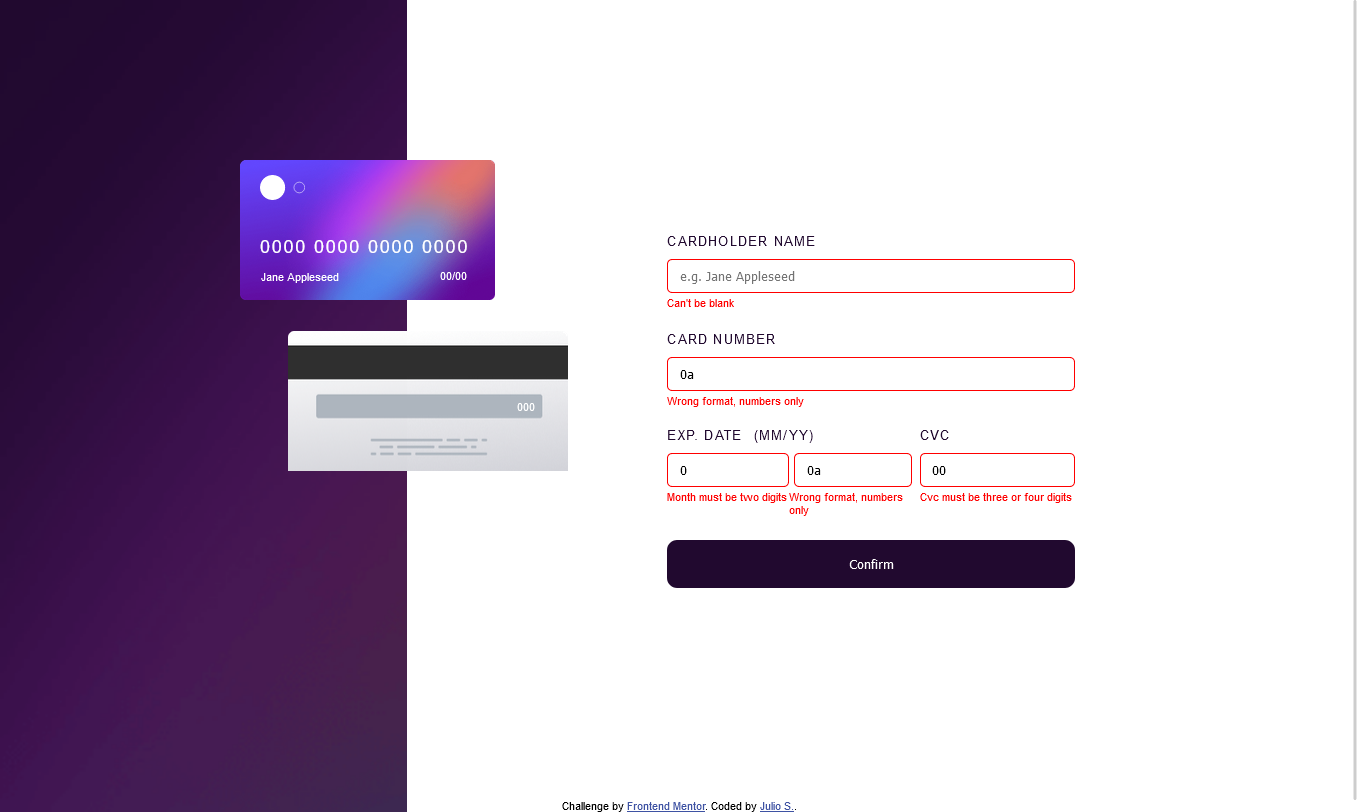 0000 0000 0000 0000
Jane Appleseed 00/00
000
CARDHOLDER NAME
e.g. Jane Appleseed
Can't be blank
CARD NUMBER
0a
Wrong format, numbers only
EXP. DATE (MM/YY) CVC
0 0a 00
Month must be two digits Wrong format, numbers only Cvc must be three or four digits
Confirm
Challenge by Frontend Mentor. Coded by Julio S..